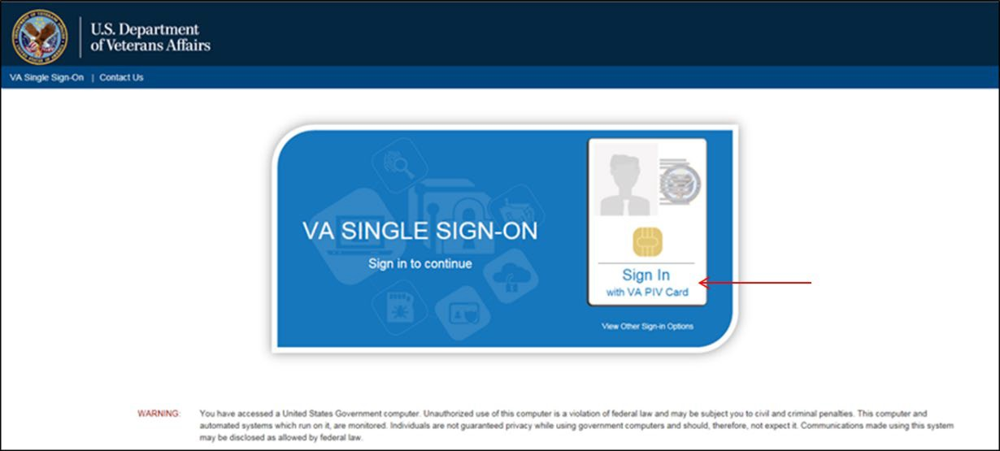 U.S. Department
of Veterans Affairs
VA Single Sign-On | Contact Us
VA SINGLE SIGN-ON
Sign in to continue
Sign In
with VA PIV Card
View Other Sign-in Options
WARNING: You have accessed a United States Government computer. Unauthorized use of this computer is a violation of federal law and may be subject you to civil and criminal penalties. This computer and
automated systems which run on it, are monitored. Individuals are not guaranteed privacy while using government computers and should, therefore, not expect it. Communications made using this system
may be disclosed as allowed by federal law.